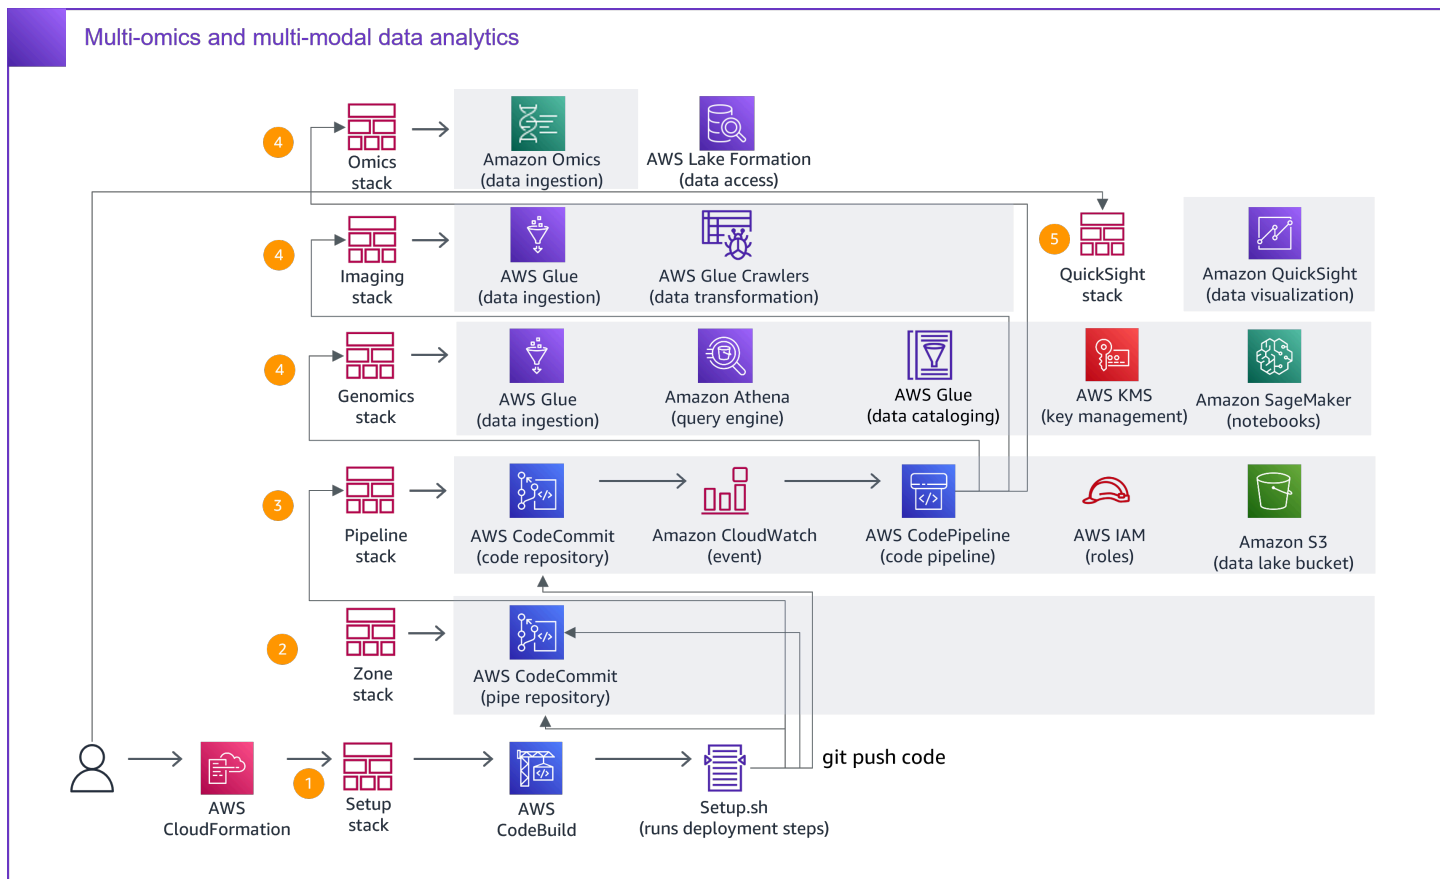 Multi-omics and multi-modal data analytics
4
Omics
stack
Amazon Omics
(data ingestion)
AWS Lake Formation
(data access)
4
Imaging
stack
AWS Glue
(data ingestion)
AWS Glue Crawlers
(data transformation)
5
QuickSight
stack
Amazon QuickSight
(data visualization)
4
Genomics
stack
AWS Glue
(data ingestion)
Amazon Athena
(query engine)
AWS Glue
(data cataloging)
AWS KMS
(key management)
Amazon SageMaker
(notebooks)
3
Pipeline
stack
AWS CodeCommit
(code repository)
Amazon CloudWatch
(event)
AWS CodePipeline
(code pipeline)
AWS IAM
(roles)
Amazon S3
(data lake bucket)
2
Zone
stack
AWS CodeCommit
(pipe repository)
AWS
CloudFormation
1
Setup
stack
AWS
CodeBuild
Setup.sh
(runs deployment steps)
git push code